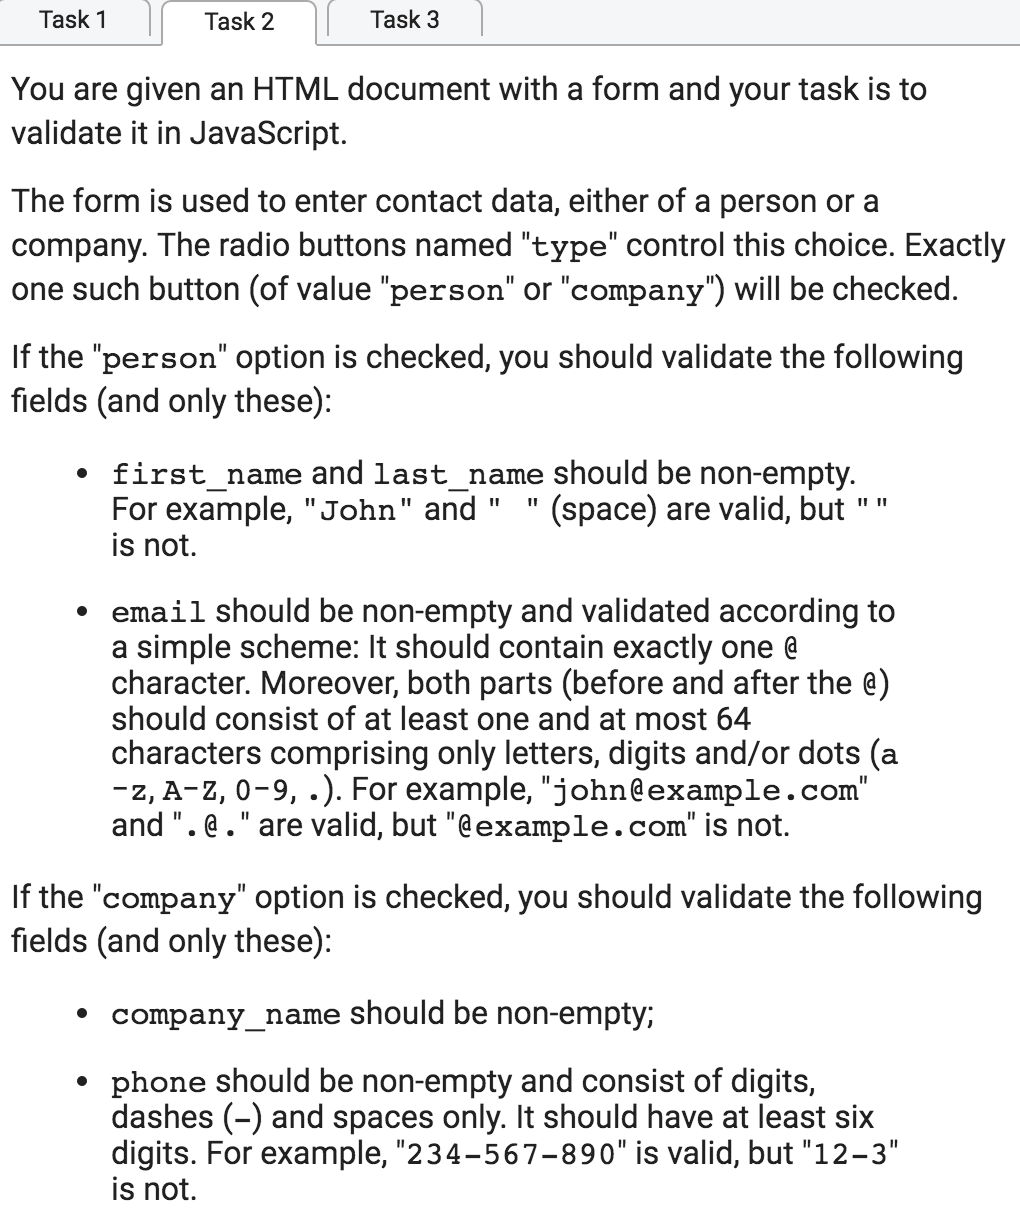 Task 1
Task 2
Task 3
You are given an HTML document with a form and your task is to
validate it in JavaScript.
The form is used to enter contact data, either of a person or a
company. The radio buttons named "type" control this choice. Exactly
one such button (of value "person" or "company") will be checked.
If the "person" option is checked, you should validate the following
fields (and only these):
• first_name and last_name should be non-empty.
For example, "John" and " " (space) are valid, but ""
is not.
• email should be non-empty and validated according to
a simple scheme: It should contain exactly one @
character. Moreover, both parts (before and after the @)
should consist of at least one and at most 64
characters comprising only letters, digits and/or dots (a
-z, A-Z, 0-9, .). For example, "john@example.com"
and ".@." are valid, but "@example.com" is not.
If the "company" option is checked, you should validate the following
fields (and only these):
• company_name should be non-empty;
• phone should be non-empty and consist of digits,
dashes (-) and spaces only. It should have at least six
digits. For example, "234-567-890" is valid, but "12-3"
is not.